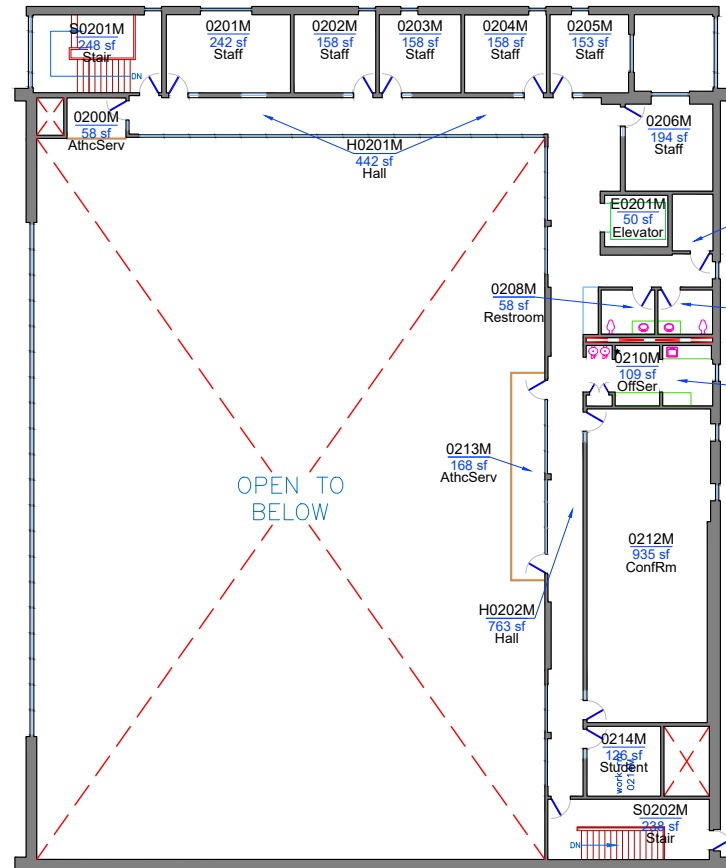 S0201M
248 sf
Stair
DN
0201M
242 sf
Staff
0202M
158 sf
Staff
0203M
158 sf
Staff
0204M
158 sf
Staff
0205M
153 sf
Staff
0200M
58 sf
AthcServ
H0201M
442 sf
Hall
0206M
194 sf
Staff
E0201M
50 sf
Elevator
0208M
58 sf
Restroom
0210M
109 sf
OffSer
0213M
168 sf
AthcServ
OPEN TO
BELOW
0212M
935 sf
ConfRm
H0202M
763 sf
Hall
0214M
126 sf
Student
S0202M
238 sf
Stair
DN